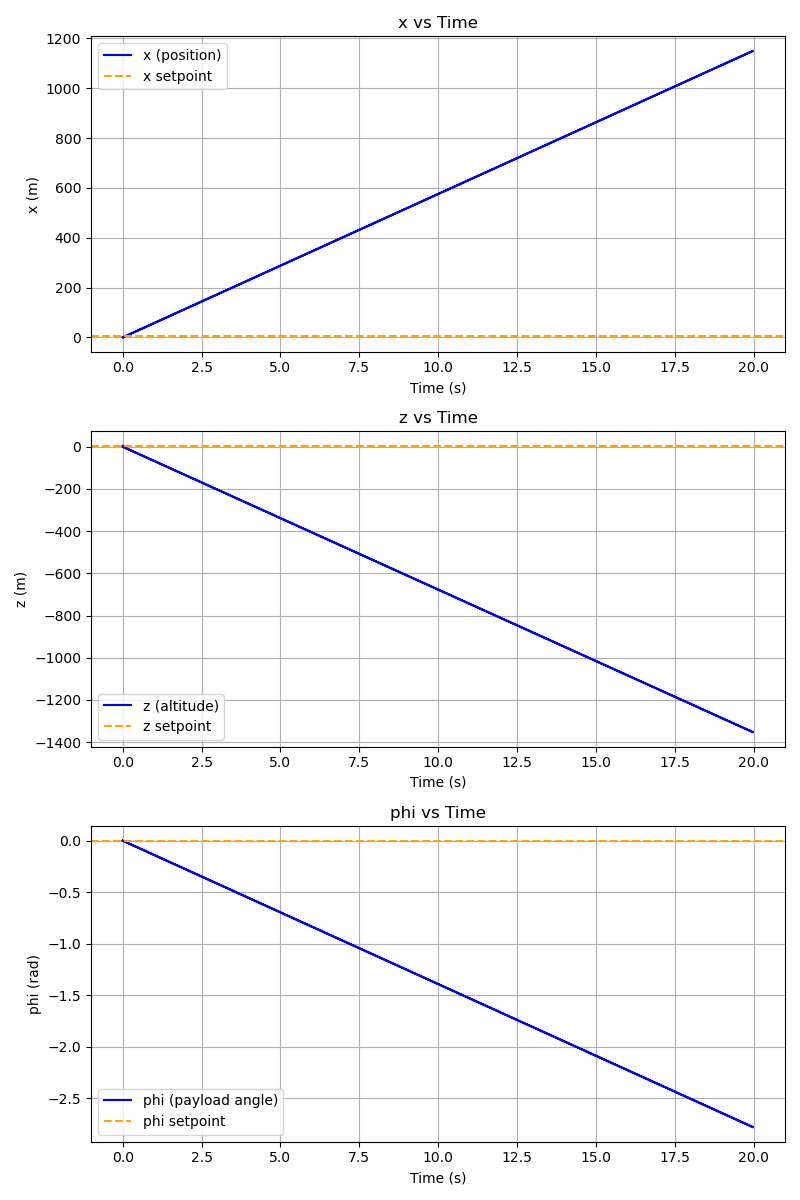 x vs Time
1200
1000
800
600
400
200
0
x (m)
x (position)
x setpoint
0.0 2.5 5.0 7.5 10.0 12.5 15.0 17.5 20.0
Time (s)
z vs Time
0
−200
−400
−600
−800
−1000
−1200
−1400
z (m)
z (altitude)
z setpoint
0.0 2.5 5.0 7.5 10.0 12.5 15.0 17.5 20.0
Time (s)
phi vs Time
0.0
−0.5
−1.0
−1.5
−2.0
−2.5
phi (rad)
phi (payload angle)
phi setpoint
0.0 2.5 5.0 7.5 10.0 12.5 15.0 17.5 20.0
Time (s)